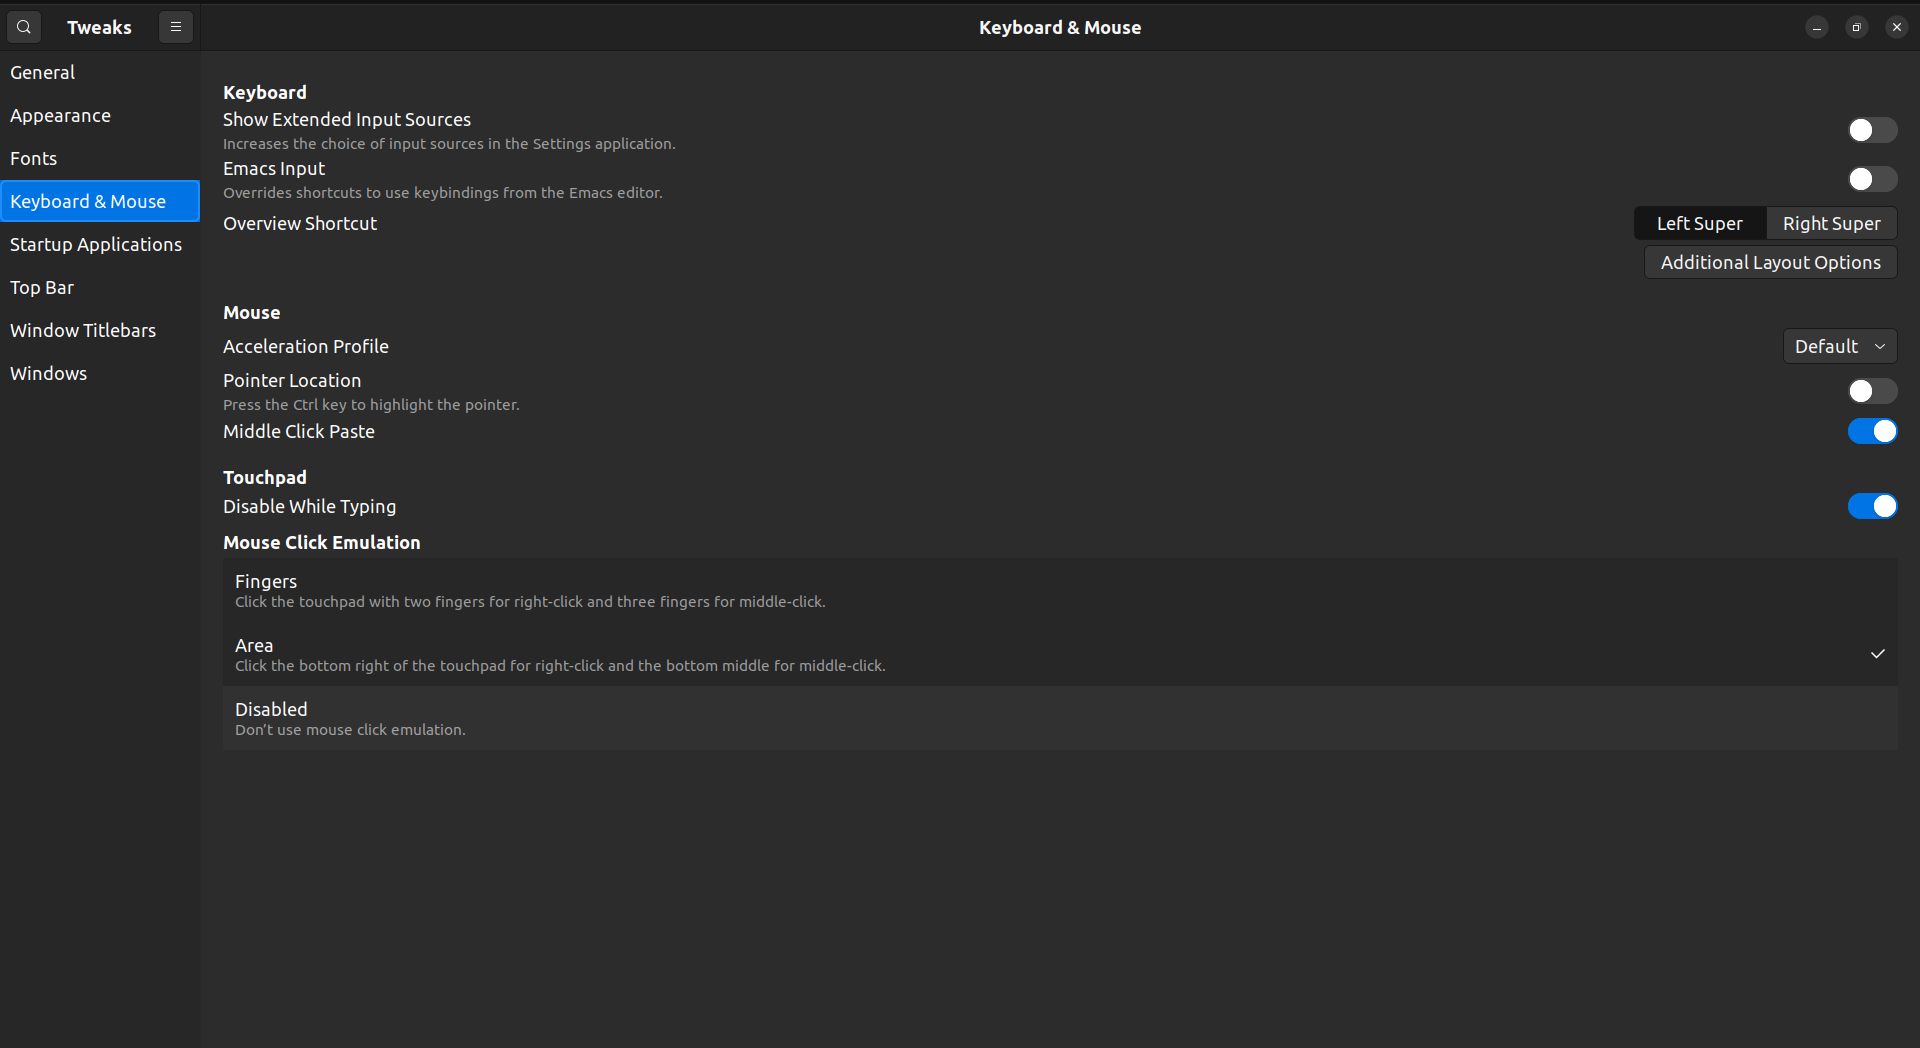 Tweaks
Keyboard & Mouse
General
Appearance
Fonts
Keyboard & Mouse
Startup Applications
Top Bar
Window Titlebars
Windows
Keyboard
Show Extended Input Sources
Increases the choice of input sources in the Settings application.
Emacs Input
Overrides shortcuts to use keybindings from the Emacs editor.
Overview Shortcut
Left Super
Right Super
Additional Layout Options
Mouse
Acceleration Profile
Default
Pointer Location
Press the Ctrl key to highlight the pointer.
Middle Click Paste
Touchpad
Disable While Typing
Mouse Click Emulation
Fingers
Click the touchpad with two fingers for right-click and three fingers for middle-click.
Area
Click the bottom right of the touchpad for right-click and the bottom middle for middle-click.
Disabled
Don’t use mouse click emulation.